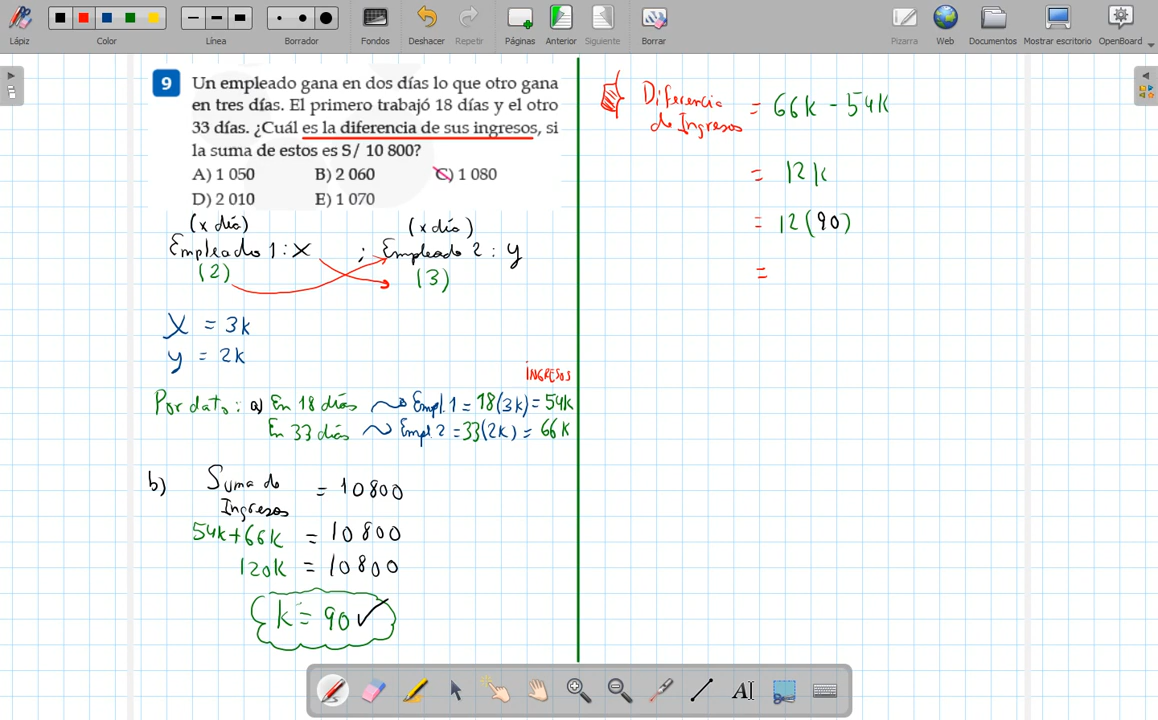 Lápiz Color Línea Borrador Fondos Deshacer Repetir Páginas Anterior Siguiente Borrar Pizarra Web Documentos Mostrar escritorio OpenBoard
9 Un empleado gana en dos días lo que otro gana
en tres días. El primero trabajó 18 días y el otro
33 días. ¿Cuál es la diferencia de sus ingresos, si
la suma de estos es S/ 10 800?
A) 1 050 B) 2 060 C) 1 080
D) 2 010 E) 1 070
(x día) (x día)
Empleado 1 : X ; Empleado 2 : y
(2) (3)
X = 3k
y = 2k
INGRESOS
Por dato : a) En 18 días Empl. 1 = 18(3k) = 54k
En 33 días Empl. 2 = 33(2k) = 66k
b) Suma de
Ingresos = 10800
54k+66k = 10800
120k = 10800
k = 90 ✓
Diferencia
de Ingresos = 66k - 54k
= 12k
= 12(90)
=